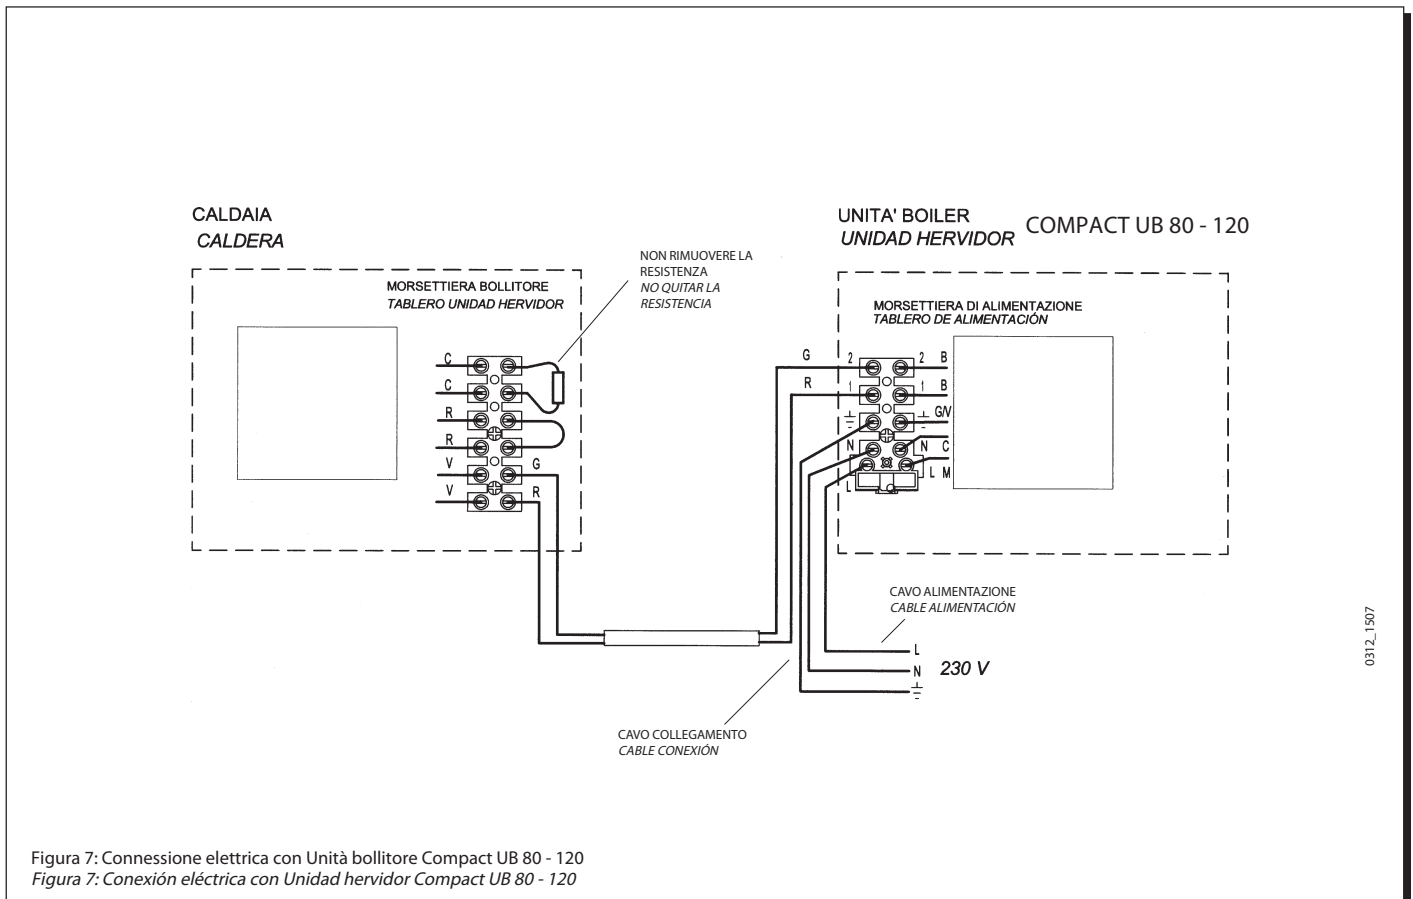 CALDAIA
CALDERA
UNITA' BOILER
UNIDAD HERVIDOR
COMPACT UB 80 - 120
NON RIMUOVERE LA
RESISTENZA
NO QUITAR LA
RESISTENCIA
MORSETTIERA BOLLITORE
TABLERO UNIDAD HERVIDOR
MORSETTIERA DI ALIMENTAZIONE
TABLERO DE ALIMENTACIÓN
C
C
R
R
V
V
G
R
G
R
2
1
N
L
2 B
1 B
G/V
N C
L M
CAVO ALIMENTAZIONE
CABLE ALIMENTACIÓN
L
N
230 V
CAVO COLLEGAMENTO
CABLE CONEXIÓN
0312_1507
Figura 7: Connessione elettrica con Unità bollitore Compact UB 80 - 120
Figura 7: Conexión eléctrica con Unidad hervidor Compact UB 80 - 120